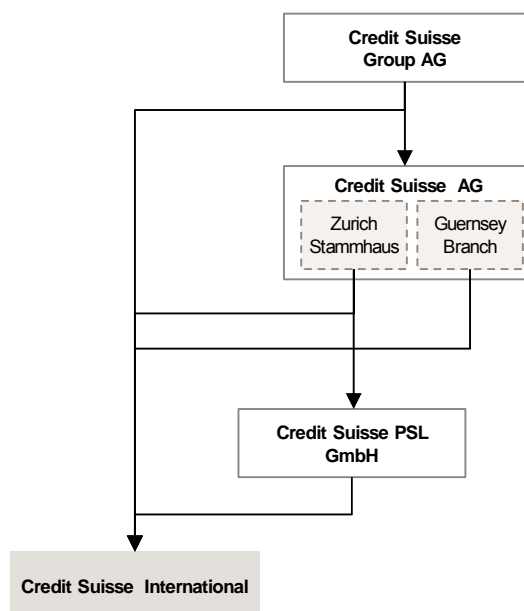 Credit Suisse
Group AG
Credit Suisse AG
Zurich
Stammhaus
Guernsey
Branch
Credit Suisse PSL
GmbH
Credit Suisse International